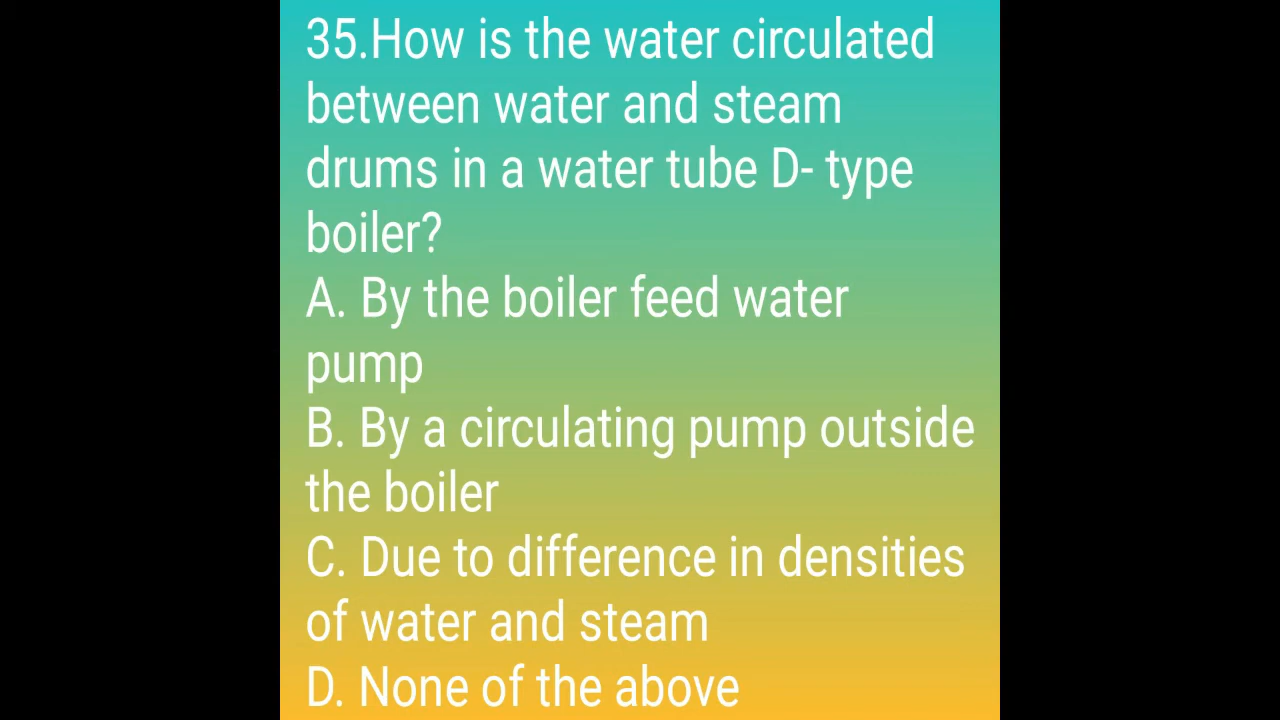 35.How is the water circulated
between water and steam
drums in a water tube D- type
boiler?
A. By the boiler feed water
pump
B. By a circulating pump outside
the boiler
C. Due to difference in densities
of water and steam
D. None of the above